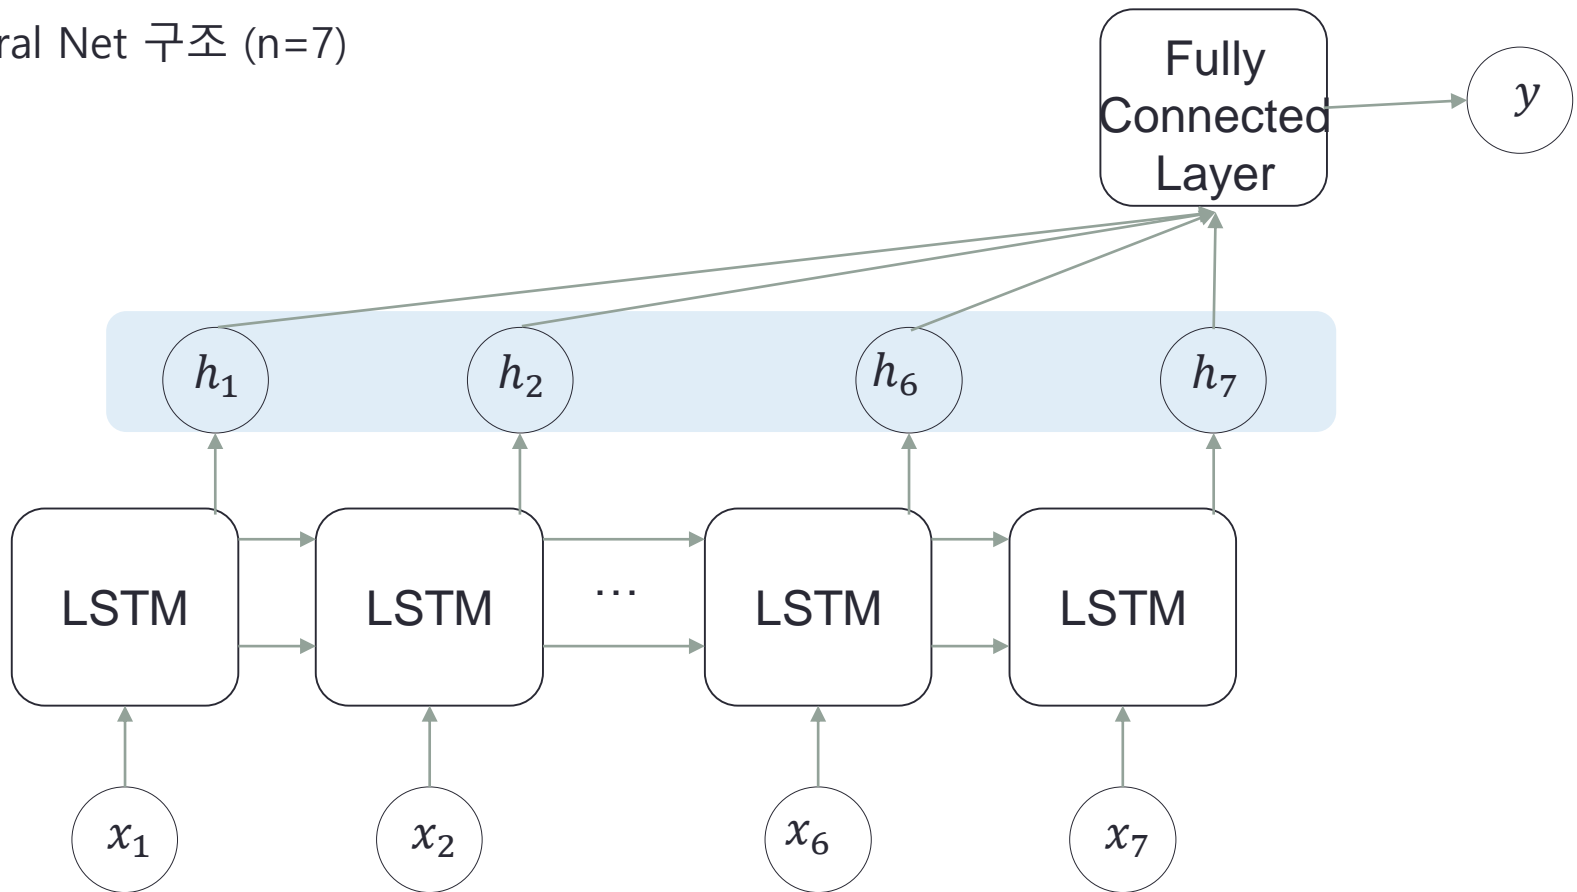 ral Net 구조 (n=7)
Fully
Connected
Layer
y
h₁ h₂ h₆ h₇
LSTM LSTM ... LSTM LSTM
x₁ x₂ x₆ x₇